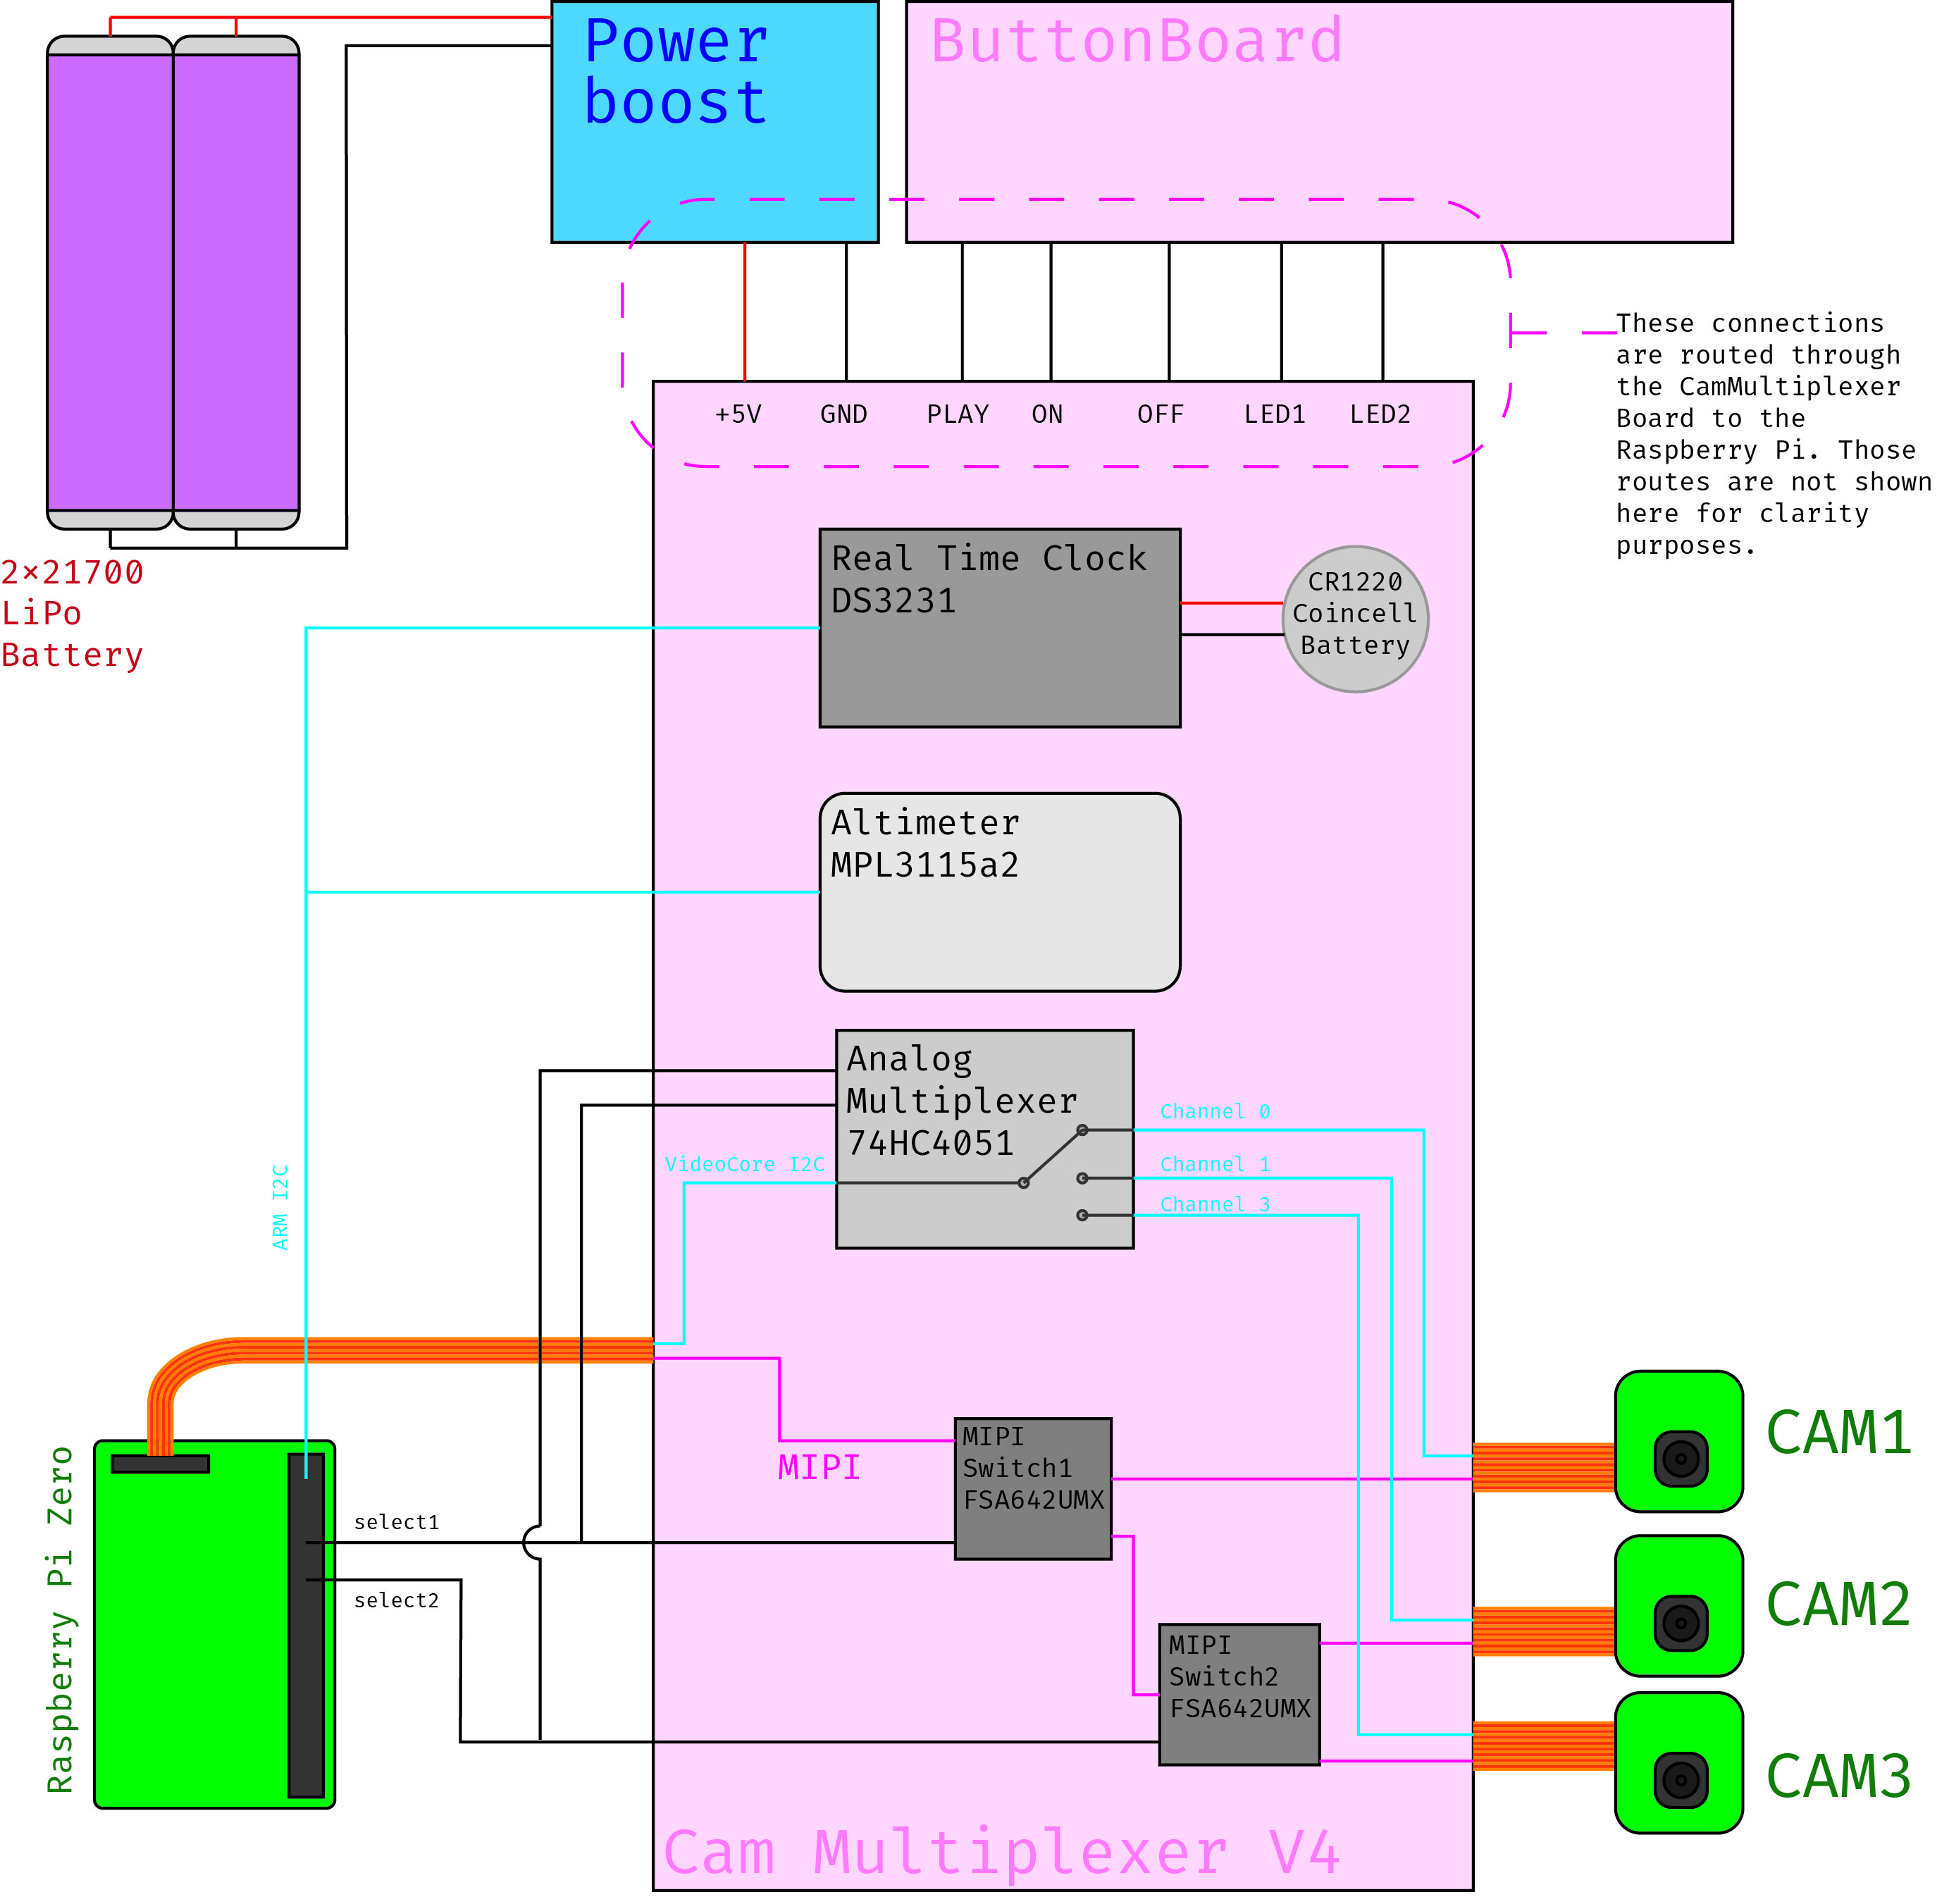 Power
boost
ButtonBoard
These connections
are routed through
the CamMultiplexer
Board to the
Raspberry Pi. Those
routes are not shown
here for clarity
purposes.
+5V GND PLAY ON OFF LED1 LED2
2×21700
LiPo
Battery
Real Time Clock
DS3231
CR1220
Coincell
Battery
Altimeter
MPL3115a2
Analog
Multiplexer
74HC4051
VideoCore I2C
Channel 0
Channel 1
Channel 3
ARM I2C
MIPI
MIPI
Switch1
FSA642UMX
MIPI
Switch2
FSA642UMX
select1
select2
Raspberry Pi Zero
CAM1
CAM2
CAM3
Cam Multiplexer V4